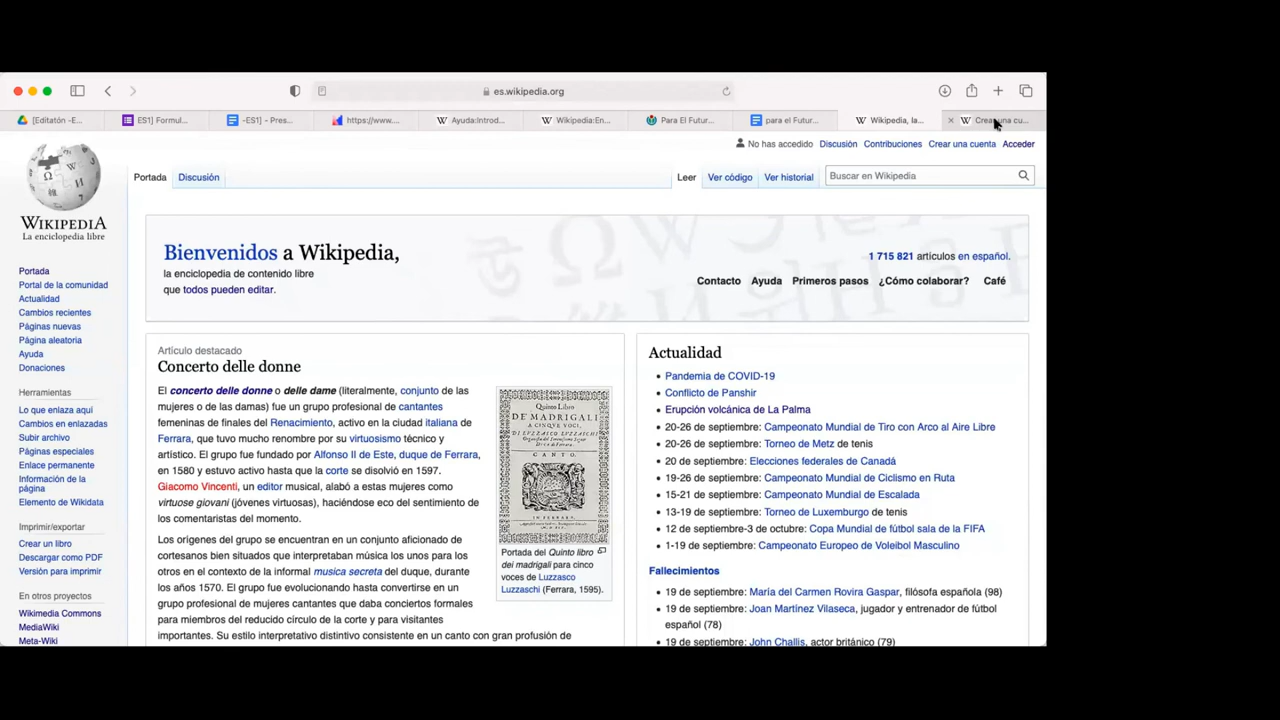 es.wikipedia.org
[Editatón -E...
ES1] Formul...
-ES1] - Pres...
https://www....
Ayuda:Introd...
Wikipedia:En...
Para El Futur...
para el Futur...
Wikipedia, la...
Crear una cu...
No has accedido Discusión Contribuciones Crear una cuenta Acceder
Portada Discusión
Leer Ver código Ver historial Buscar en Wikipedia
WIKIPEDIA
La enciclopedia libre
Portada
Portal de la comunidad
Actualidad
Cambios recientes
Páginas nuevas
Página aleatoria
Ayuda
Donaciones
Herramientas
Lo que enlaza aquí
Cambios en enlazadas
Subir archivo
Páginas especiales
Enlace permanente
Información de la
página
Elemento de Wikidata
Imprimir/exportar
Crear un libro
Descargar como PDF
Versión para imprimir
En otros proyectos
Wikimedia Commons
MediaWiki
Meta-Wiki
Bienvenidos a Wikipedia,
la enciclopedia de contenido libre
que todos pueden editar.
1 715 821 artículos en español.
Contacto Ayuda Primeros pasos ¿Cómo colaborar? Café
Artículo destacado
Concerto delle donne
El concerto delle donne o delle dame (literalmente, conjunto de las
mujeres o de las damas) fue un grupo profesional de cantantes
femeninas de finales del Renacimiento, activo en la ciudad italiana de
Ferrara, que tuvo mucho renombre por su virtuosismo técnico y
artístico. El grupo fue fundado por Alfonso II de Este, duque de Ferrara,
en 1580 y estuvo activo hasta que la corte se disolvió en 1597.
Giacomo Vincenti, un editor musical, alabó a estas mujeres como
virtuose giovani (jóvenes virtuosas), haciéndose eco del sentimiento de
los comentaristas del momento.
Los orígenes del grupo se encuentran en un conjunto aficionado de
cortesanos bien situados que interpretaban música los unos para los
otros en el contexto de la informal musica secreta del duque, durante
los años 1570. El grupo fue evolucionando hasta convertirse en un
grupo profesional de mujeres cantantes que daba conciertos formales
para miembros del reducido círculo de la corte y para visitantes
importantes. Su estilo interpretativo distintivo consistente en un canto con gran profusión de
Quinto Libro
DE' MADRIGALI
A CINQUE VOCI,
CANTO.
Portada del Quinto libro
dei madrigali para cinco
voces de Luzzasco
Luzzaschi (Ferrara, 1595).
Actualidad
Pandemia de COVID-19
Conflicto de Panshir
Erupción volcánica de La Palma
20-26 de septiembre: Campeonato Mundial de Tiro con Arco al Aire Libre
20-26 de septiembre: Torneo de Metz de tenis
20 de septiembre: Elecciones federales de Canadá
19-26 de septiembre: Campeonato Mundial de Ciclismo en Ruta
15-21 de septiembre: Campeonato Mundial de Escalada
13-19 de septiembre: Torneo de Luxemburgo de tenis
12 de septiembre-3 de octubre: Copa Mundial de fútbol sala de la FIFA
1-19 de septiembre: Campeonato Europeo de Voleibol Masculino
Fallecimientos
19 de septiembre: María del Carmen Rovira Gaspar, filósofa española (98)
19 de septiembre: Joan Martínez Vilaseca, jugador y entrenador de fútbol
español (78)
19 de septiembre: John Challis, actor británico (79)